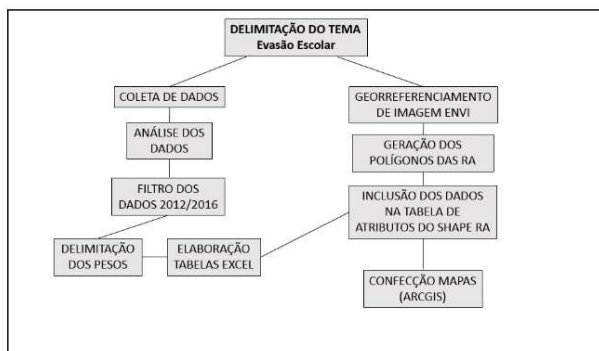 DELIMITAÇÃO DO TEMA
Evasão Escolar
COLETA DE DADOS
ANÁLISE DOS
DADOS
FILTRO DOS
DADOS 2012/2016
DELIMITAÇÃO
DOS PESOS
ELABORAÇÃO
TABELAS EXCEL
GEORREFERENCIAMENTO
DE IMAGEM ENVI
GERAÇÃO DOS
POLÍGONOS DAS RA
INCLUSÃO DOS DADOS
NA TABELA DE
ATRIBUTOS DO SHAPE RA
CONFECÇÃO MAPAS
(ARCGIS)